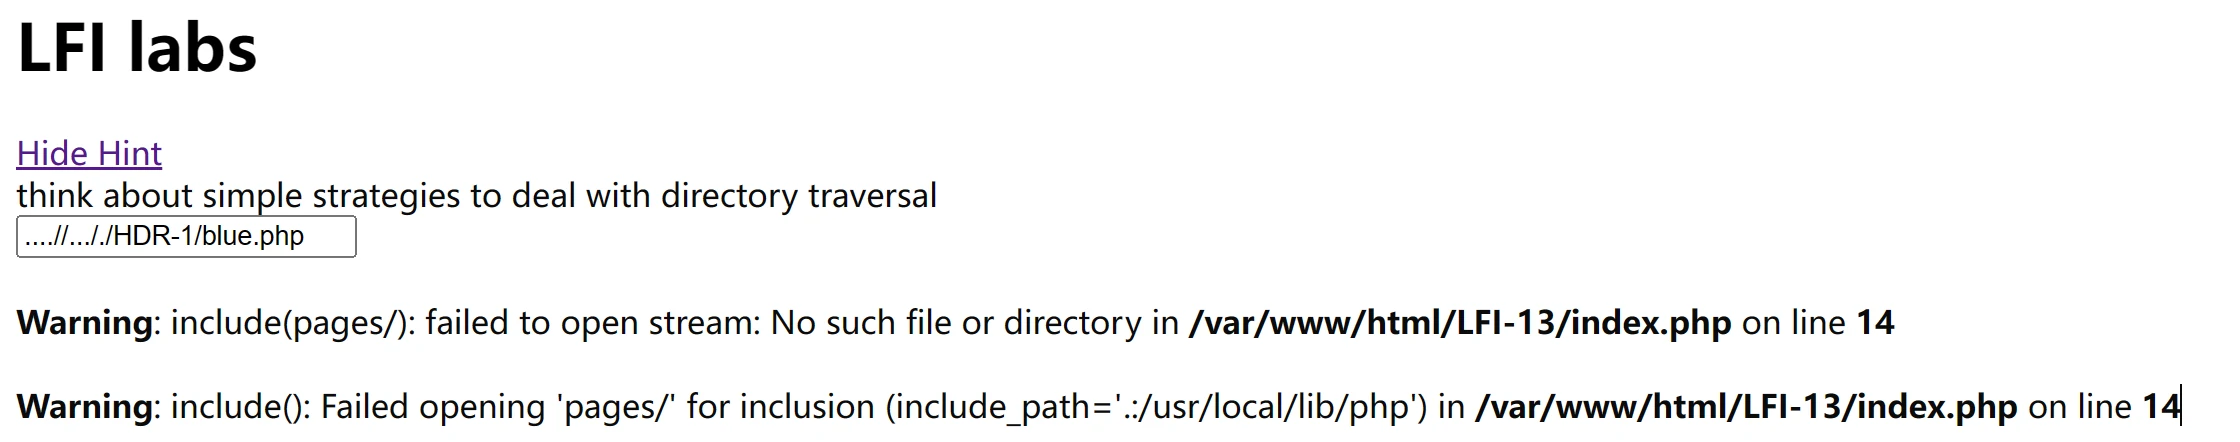 LFI labs
Hide Hint
think about simple strategies to deal with directory traversal
....//..././HDR-1/blue.php
Warning: include(pages/): failed to open stream: No such file or directory in /var/www/html/LFI-13/index.php on line 14
Warning: include(): Failed opening 'pages/' for inclusion (include_path='.:/usr/local/lib/php') in /var/www/html/LFI-13/index.php on line 14